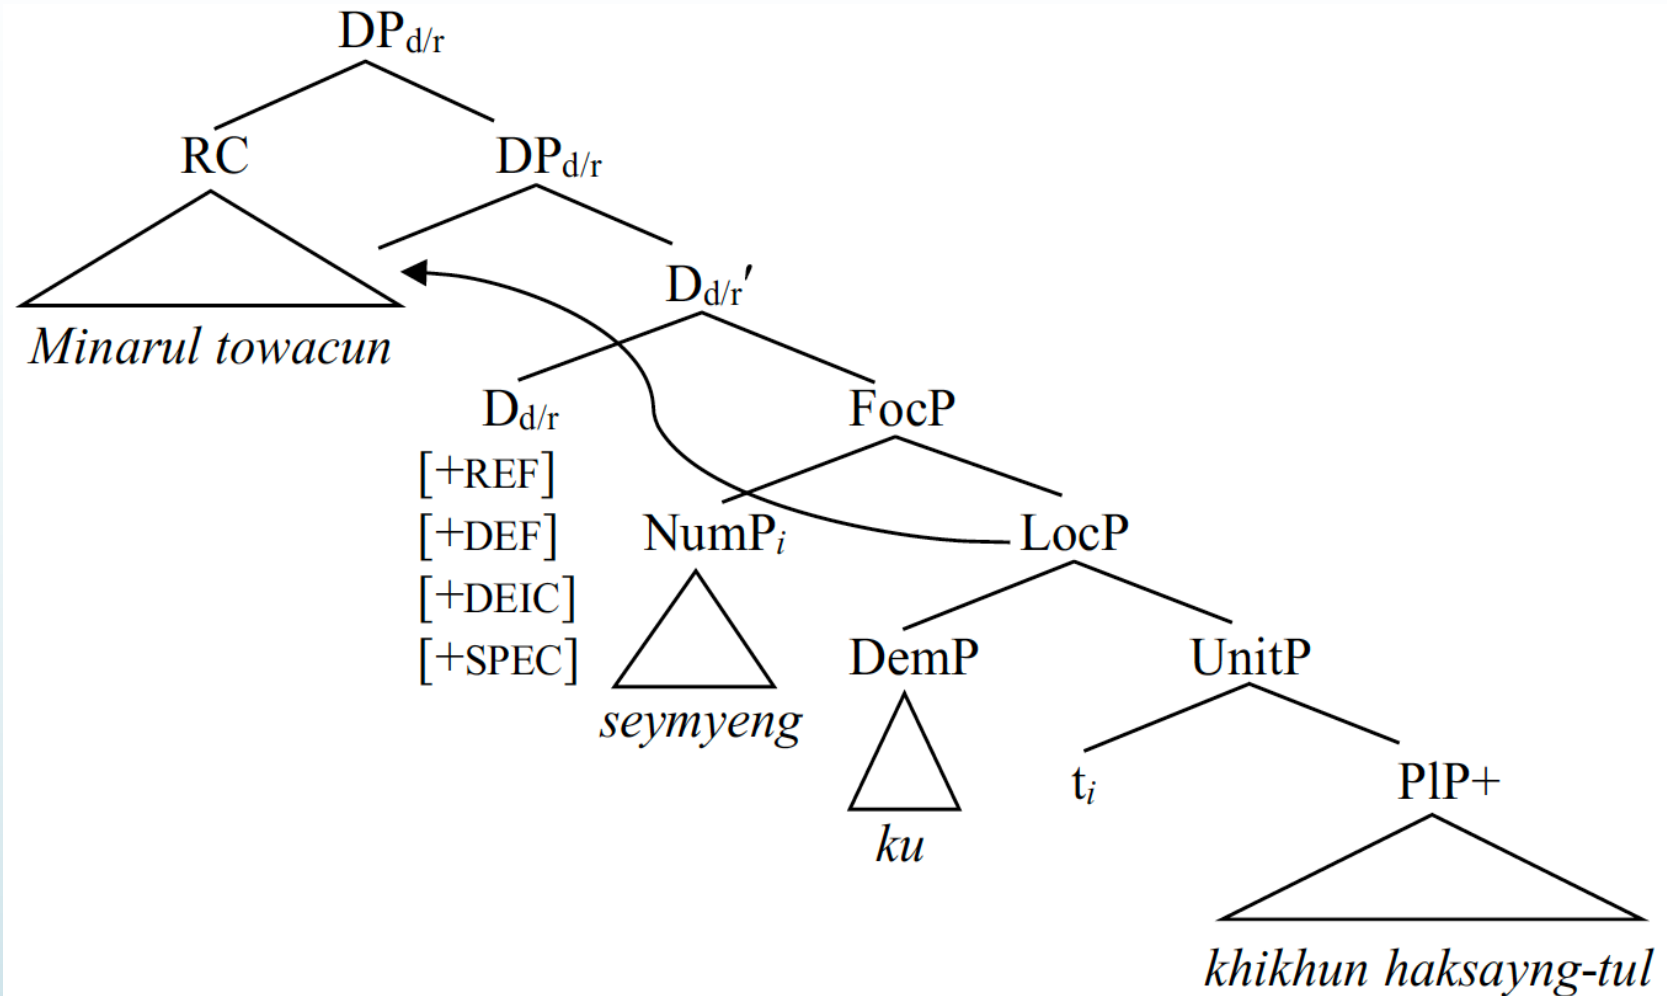 DPd/r
RC DPd/r
Dd/r′
Minarul towacun
Dd/r FocP
[+REF]
[+DEF] NumPi LocP
[+DEIC]
[+SPEC] DemP UnitP
seymyeng
ti PlP+
ku
khikhun haksayng-tul